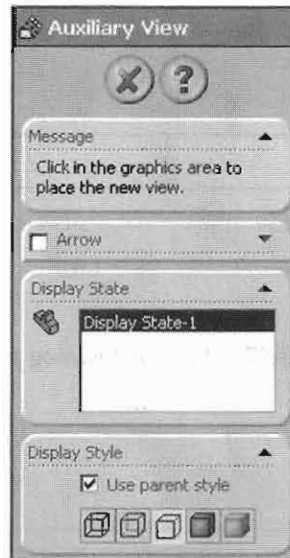 Auxiliary View
?
Message
Click in the graphics area to
place the new view.
Arrow
Display State
Display State-1
Display Style
Use parent style